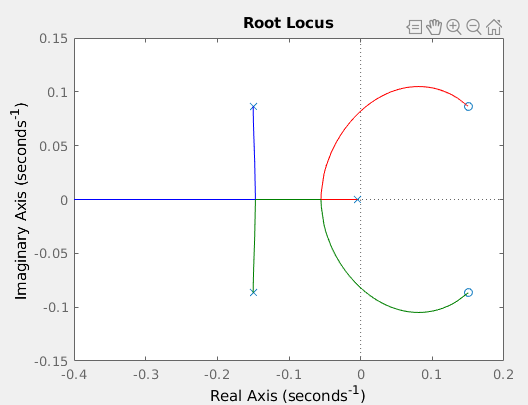 Root Locus
0.15
0.1
0.05
0
-0.05
-0.1
-0.15
-0.4 -0.3 -0.2 -0.1 0 0.1 0.2
Imaginary Axis (seconds⁻¹)
Real Axis (seconds⁻¹)